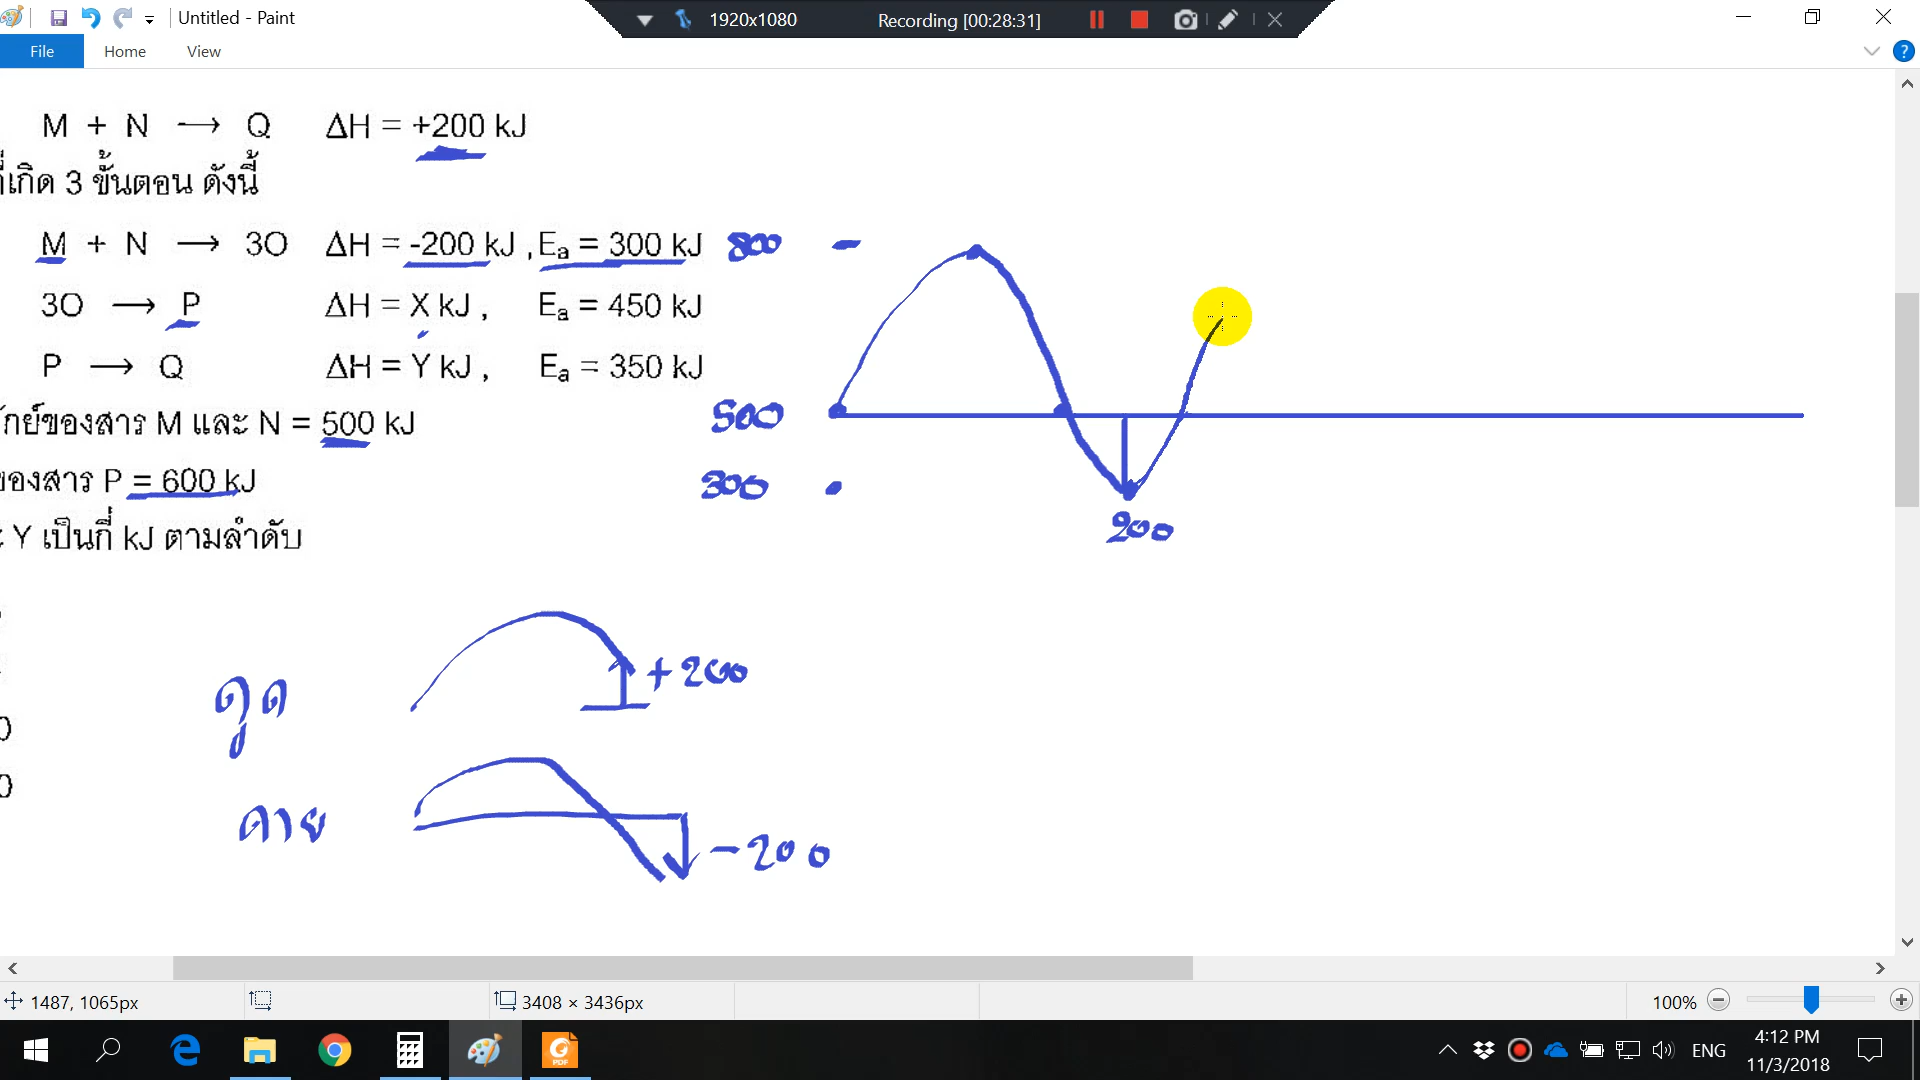 Untitled - Paint
1920x1080
Recording [00:28:31]
File
Home
View
?
M + N ⟶ Q ΔH = +200 kJ
ที่เกิด 3 ขั้นตอน ดังนี้
M + N ⟶ 3O ΔH = -200 kJ , Ea = 300 kJ
800
3O ⟶ P ΔH = X kJ , Ea = 450 kJ
P ⟶ Q ΔH = Y kJ , Ea = 350 kJ
ักย์ของสาร M และ N = 500 kJ
500
ของสาร P = 600 kJ
300
200
Y เป็นกี่ kJ ตามลำดับ
ดูด
+200
0
0
คาย
-200
1487, 1065px
3408 × 3436px
100%
PDF
ENG
4:12 PM
11/3/2018